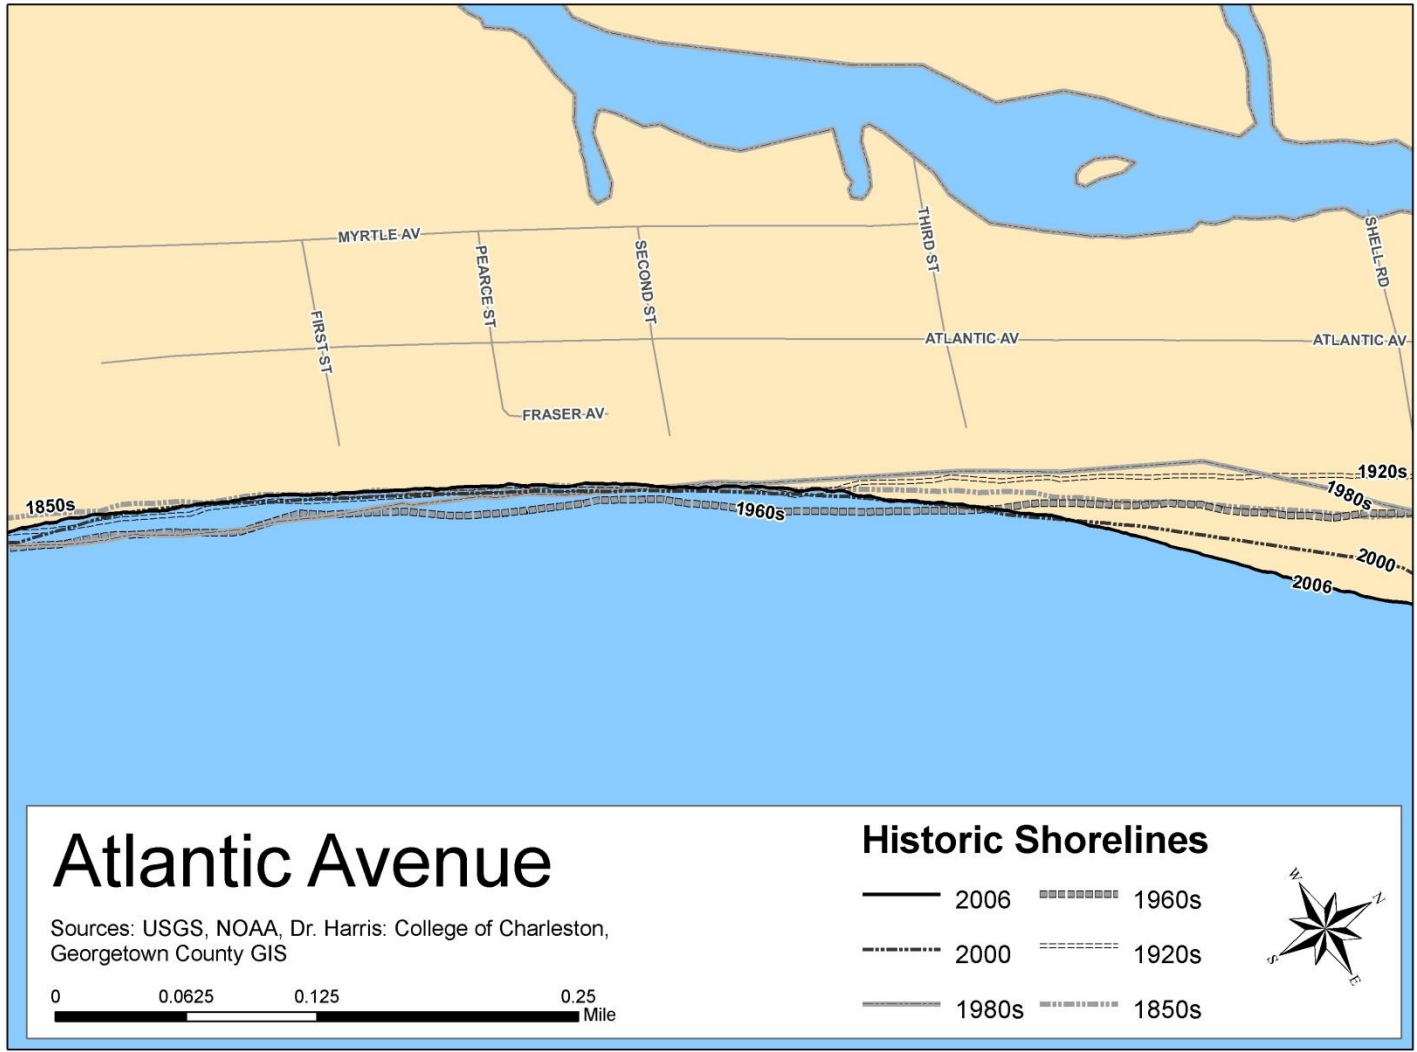 MYRTLE AV
FIRST ST
PEARCE ST
SECOND ST
THIRD ST
SHELL RD
ATLANTIC AV
ATLANTIC AV
FRASER AV
1850s
1960s
1920s
1980s
2000
2006
Atlantic Avenue
Sources: USGS, NOAA, Dr. Harris: College of Charleston,
Georgetown County GIS
0 0.0625 0.125 0.25
Mile
Historic Shorelines
2006 1960s
2000 1920s
1980s 1850s
W
N
S
E